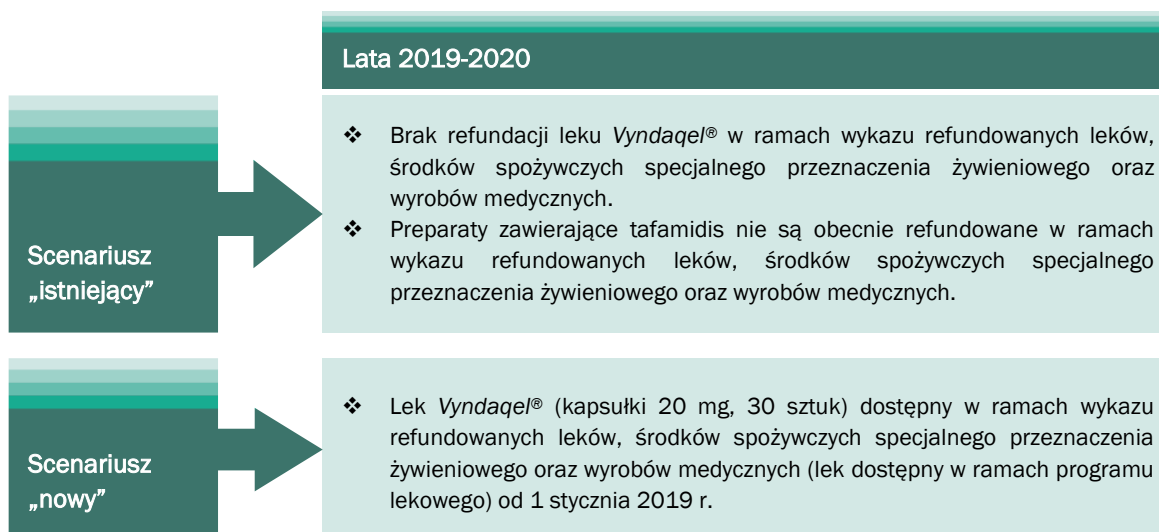 Lata 2019-2020
Scenariusz
„istniejący”
❖ Brak refundacji leku Vyndaqel® w ramach wykazu refundowanych leków,
środków spożywczych specjalnego przeznaczenia żywieniowego oraz
wyrobów medycznych.
❖ Preparaty zawierające tafamidis nie są obecnie refundowane w ramach
wykazu refundowanych leków, środków spożywczych specjalnego
przeznaczenia żywieniowego oraz wyrobów medycznych.
Scenariusz
„nowy”
❖ Lek Vyndaqel® (kapsułki 20 mg, 30 sztuk) dostępny w ramach wykazu
refundowanych leków, środków spożywczych specjalnego przeznaczenia
żywieniowego oraz wyrobów medycznych (lek dostępny w ramach programu
lekowego) od 1 stycznia 2019 r.